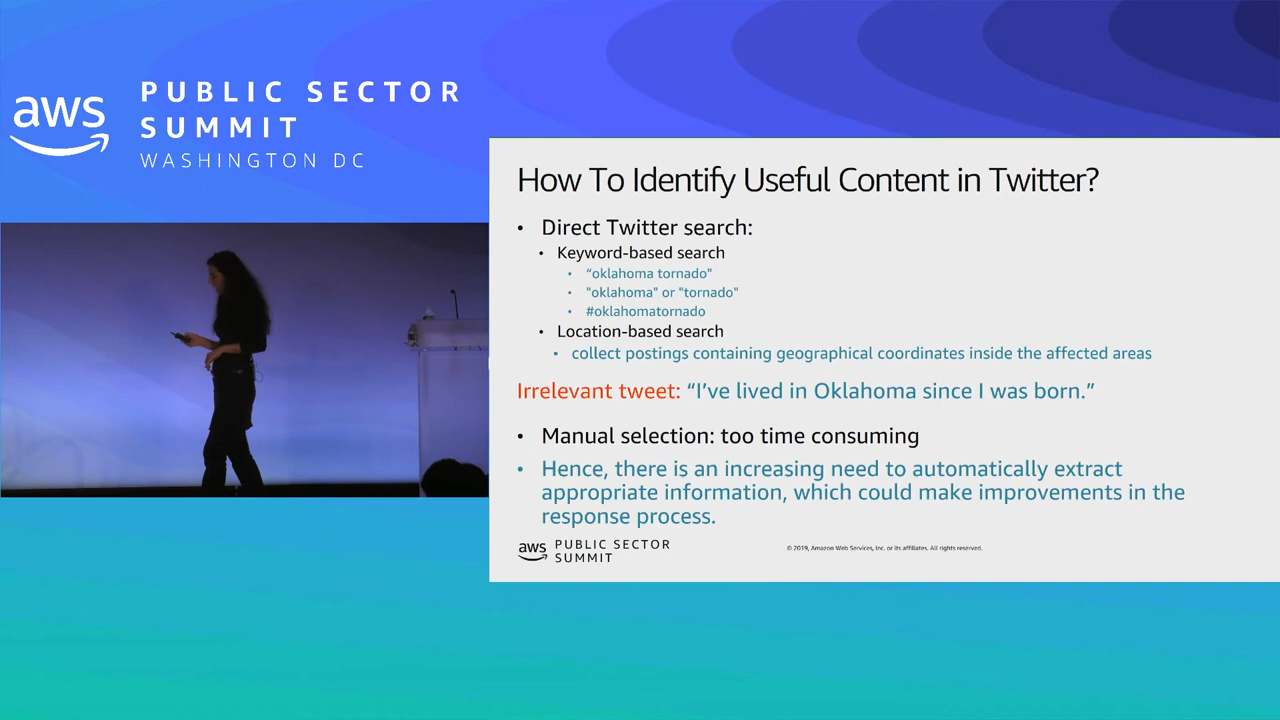 aws
PUBLIC SECTOR
SUMMIT
WASHINGTON DC
How To Identify Useful Content in Twitter?
• Direct Twitter search:
• Keyword-based search
• “oklahoma tornado”
• "oklahoma" or "tornado"
• #oklahomatornado
• Location-based search
• collect postings containing geographical coordinates inside the affected areas
Irrelevant tweet: “I’ve lived in Oklahoma since I was born.”
• Manual selection: too time consuming
• Hence, there is an increasing need to automatically extract
appropriate information, which could make improvements in the
response process.
aws
PUBLIC SECTOR
SUMMIT
© 2019, Amazon Web Services, Inc. or its affiliates. All rights reserved.